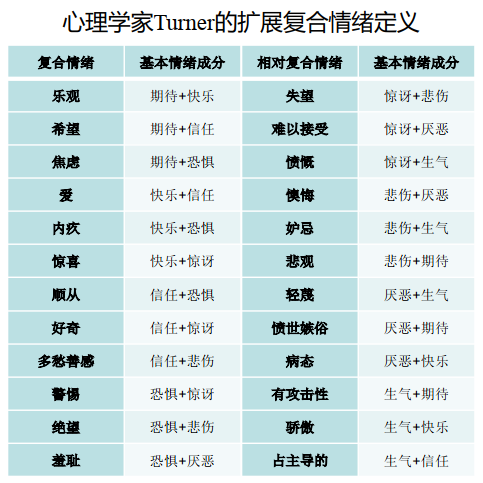 心理学家Turner的扩展复合情绪定义
复合情绪 基本情绪成分 相对复合情绪 基本情绪成分
乐观 期待+快乐 失望 惊讶+悲伤
希望 期待+信任 难以接受 惊讶+厌恶
焦虑 期待+恐惧 愤慨 惊讶+生气
爱 快乐+信任 懊悔 悲伤+厌恶
内疚 快乐+恐惧 妒忌 悲伤+生气
惊喜 快乐+惊讶 悲观 悲伤+期待
顺从 信任+恐惧 轻蔑 厌恶+生气
好奇 信任+惊讶 愤世嫉俗 厌恶+期待
多愁善感 信任+悲伤 病态 厌恶+快乐
警惕 恐惧+惊讶 有攻击性 生气+期待
绝望 恐惧+悲伤 骄傲 生气+快乐
羞耻 恐惧+厌恶 占主导的 生气+信任